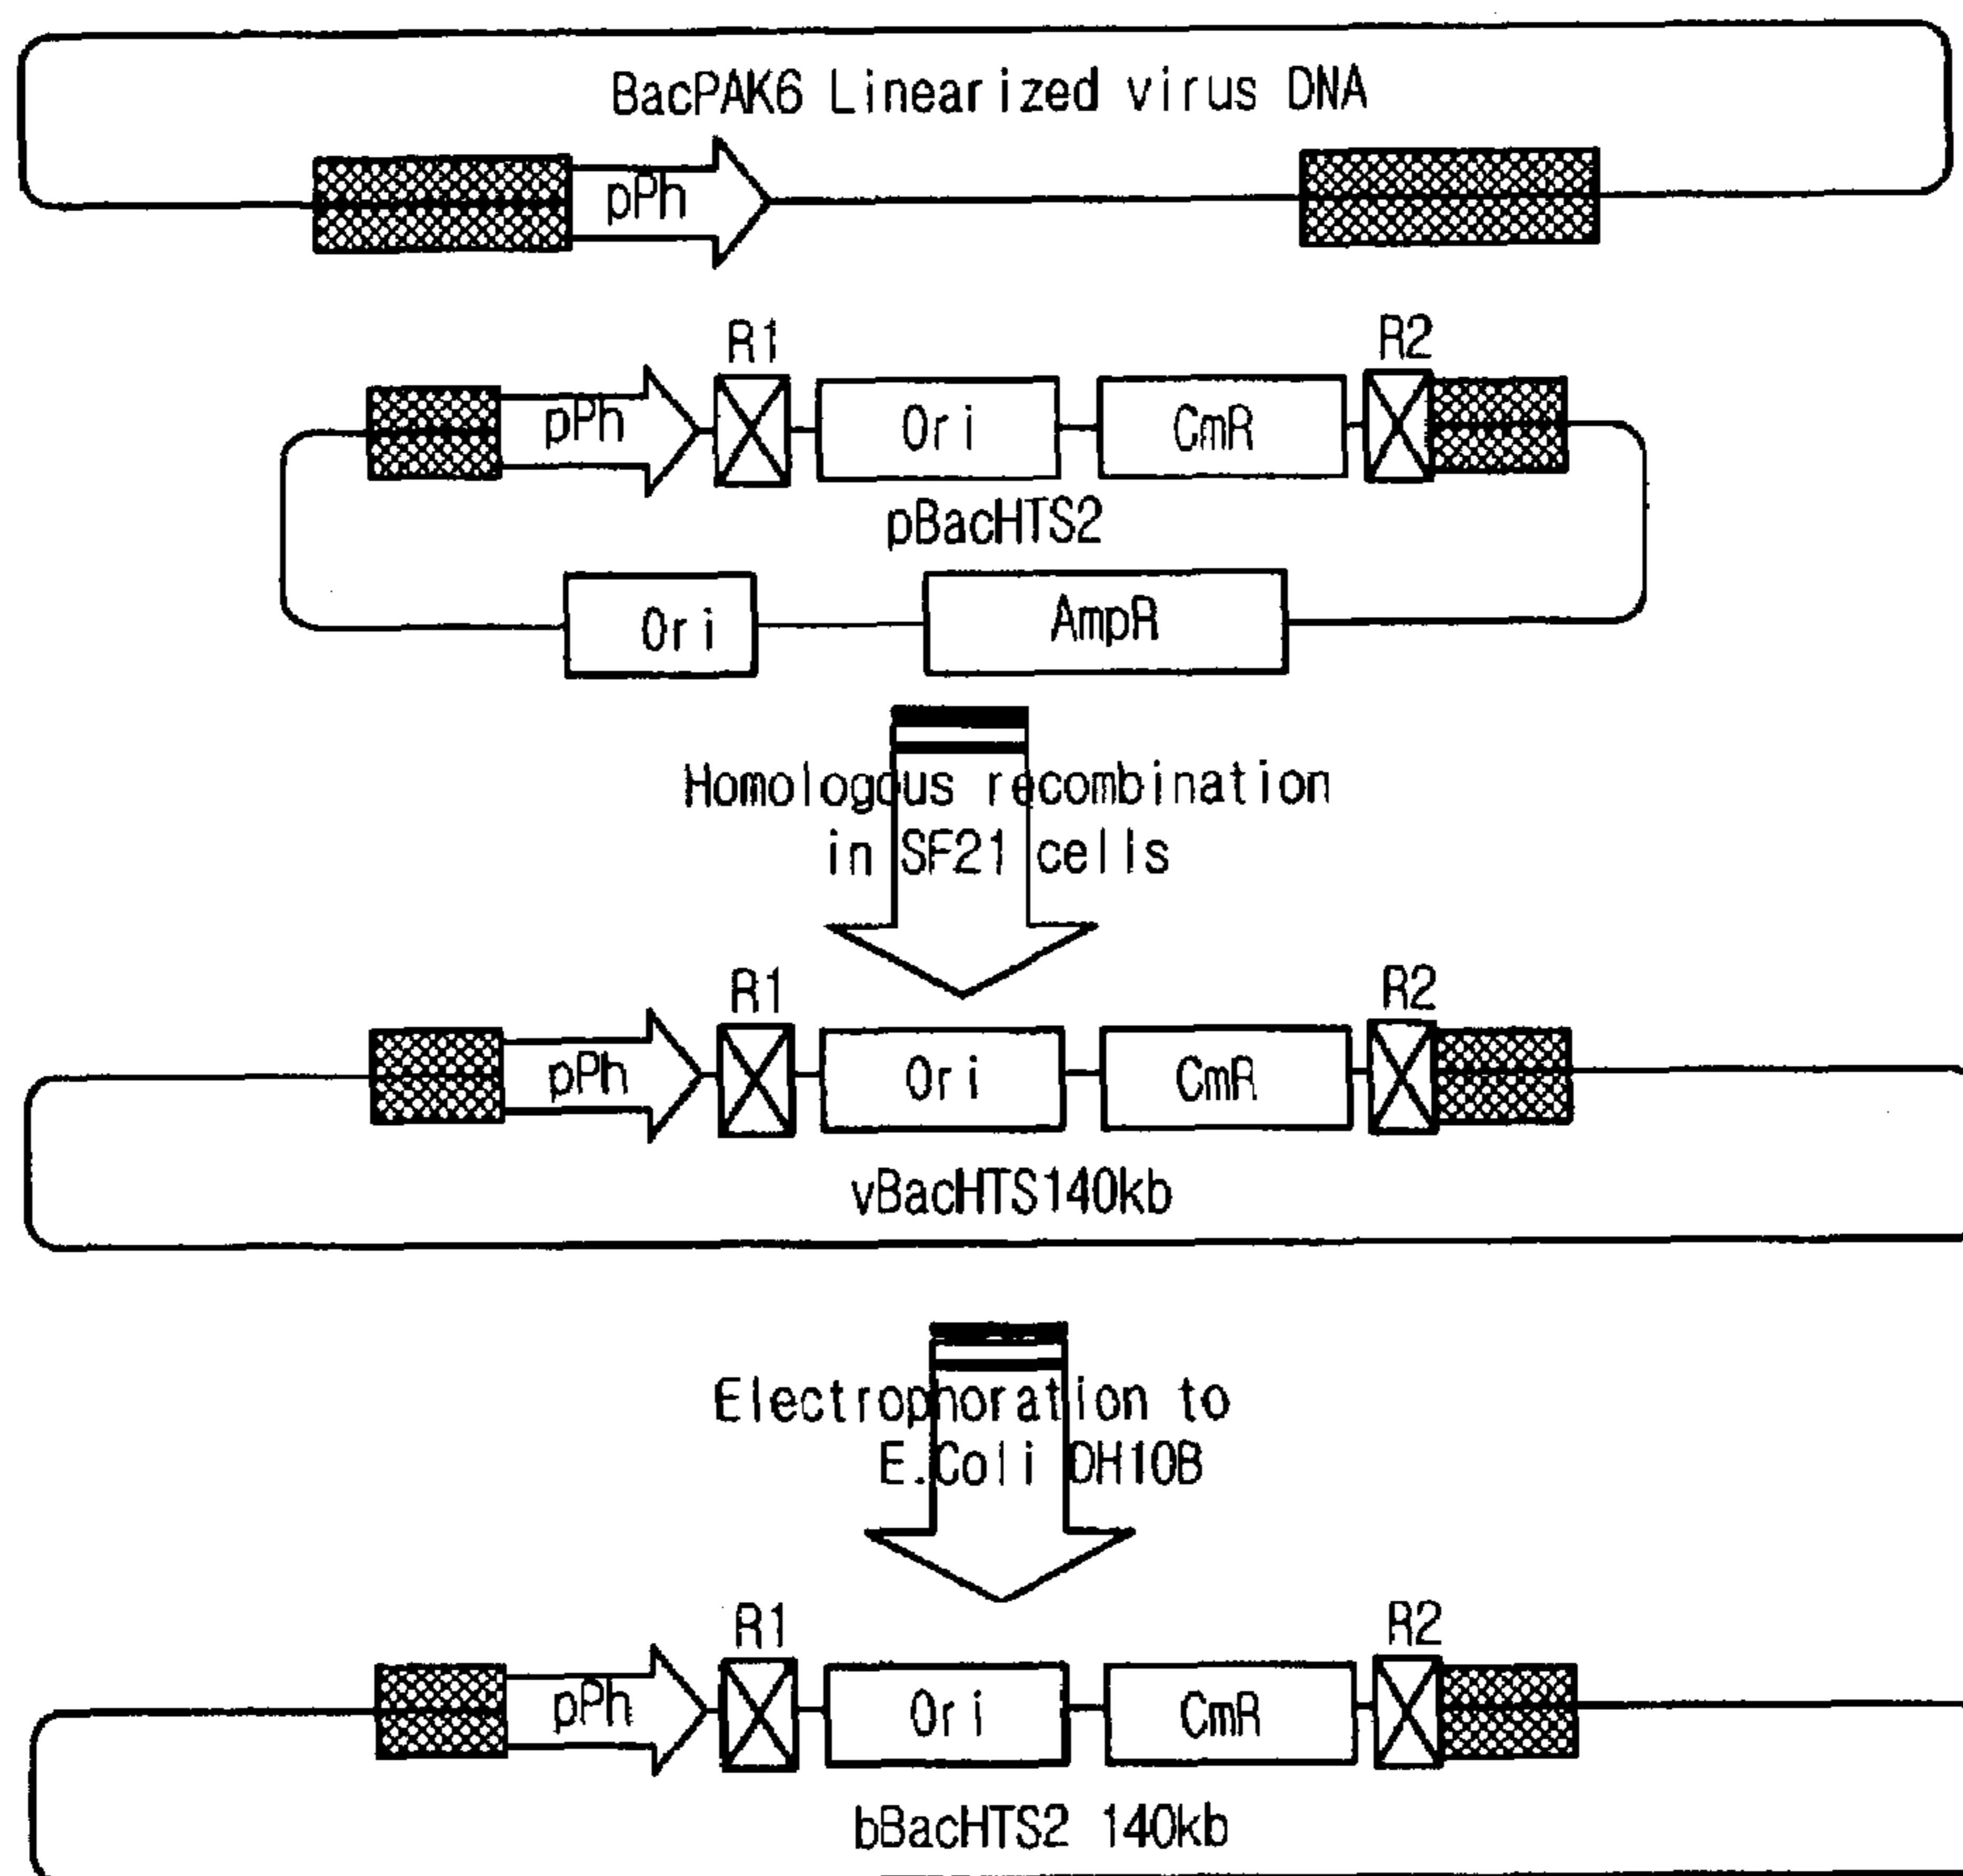 BacPAK6 Linearized virus DNA
pPh
R1 R2
pPh Ori CmR
pBacHTS2
Ori AmpR
Homologous recombination
in SF21 cells
R1 R2
pPh Ori CmR
vBacHTS140kb
Electrophoration to
E.Coli DH10B
R1 R2
pPh Ori CmR
bBacHTS2 140kb